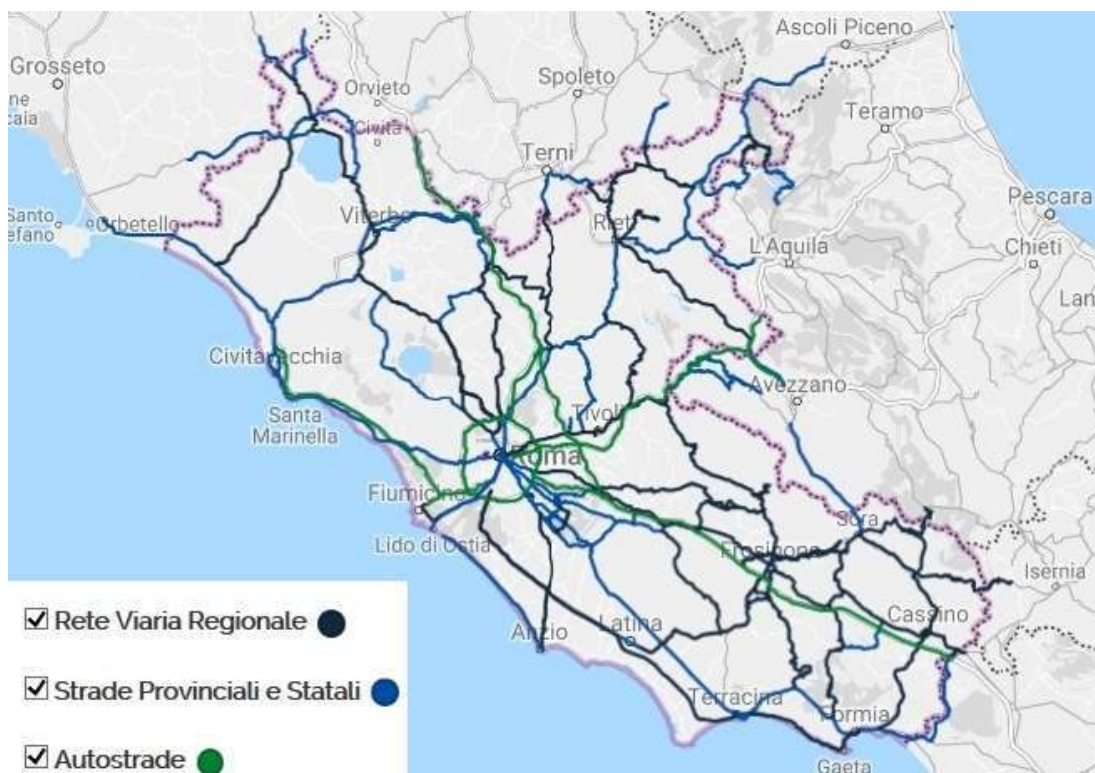 Ascoli Piceno
Grosseto
Orvieto
Spoleto
Teramo
Civita
Terni
Pescara
Santo
Orbetello
Viterbo
Rieti
L'Aquila
Chieti
Lan
Civitavecchia
Avezzano
Santa
Marinella
Tivoli
Roma
Fiumicino
Sora
Lido di Ostia
Frosinone
Isernia
Cassino
Anzio
Latina
Terracina
Formia
Gaeta
Rete Viaria Regionale
Strade Provinciali e Statali
Autostrade